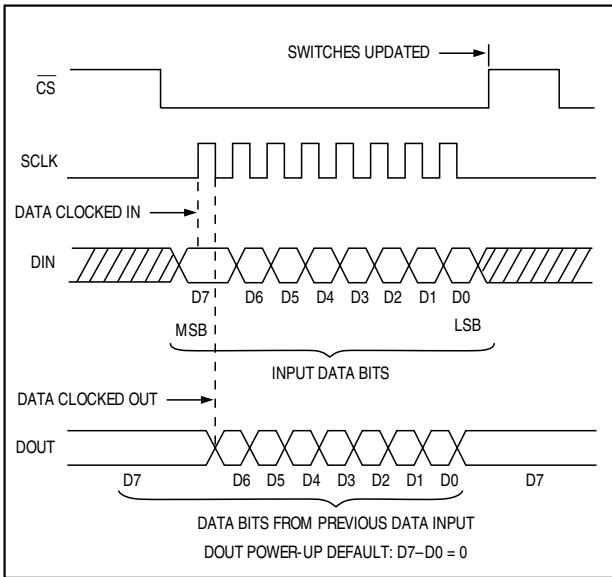 SWITCHES UPDATED
CS
SCLK
DATA CLOCKED IN
DIN
D7 D6 D5 D4 D3 D2 D1 D0
MSB LSB
INPUT DATA BITS
DATA CLOCKED OUT
DOUT
D7 D6 D5 D4 D3 D2 D1 D0 D7
DATA BITS FROM PREVIOUS DATA INPUT
DOUT POWER-UP DEFAULT: D7–D0 = 0